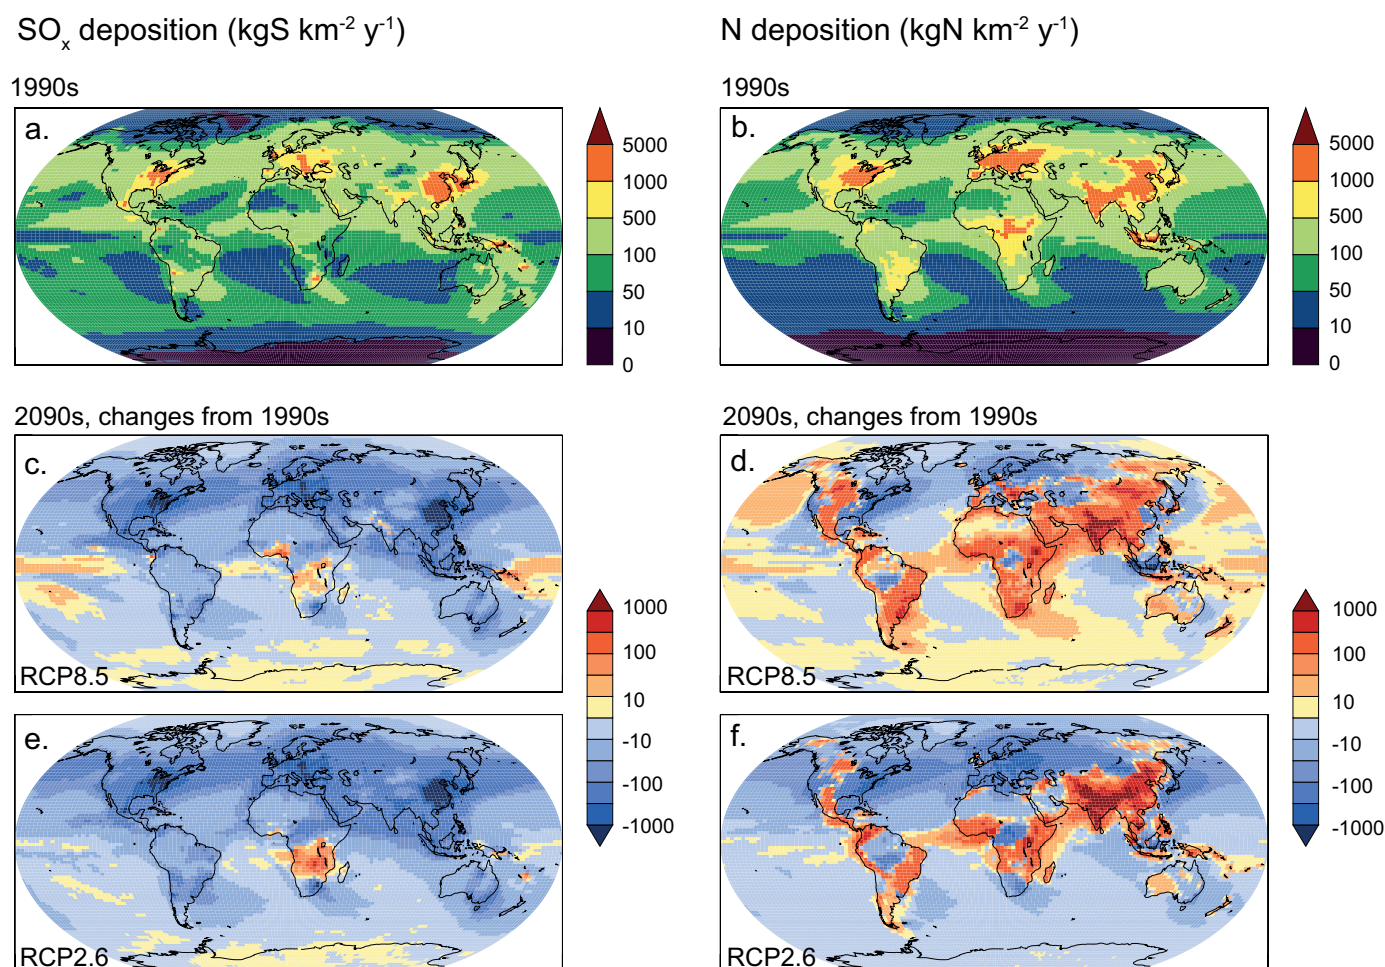 SOx deposition (kgS km-2 y-1)
N deposition (kgN km-2 y-1)
1990s
1990s
a.
5000
1000
500
100
50
10
0
b.
5000
1000
500
100
50
10
0
2090s, changes from 1990s
2090s, changes from 1990s
c.
RCP8.5
d.
RCP8.5
1000
100
10
-10
-100
-1000
1000
100
10
-10
-100
-1000
e.
RCP2.6
f.
RCP2.6